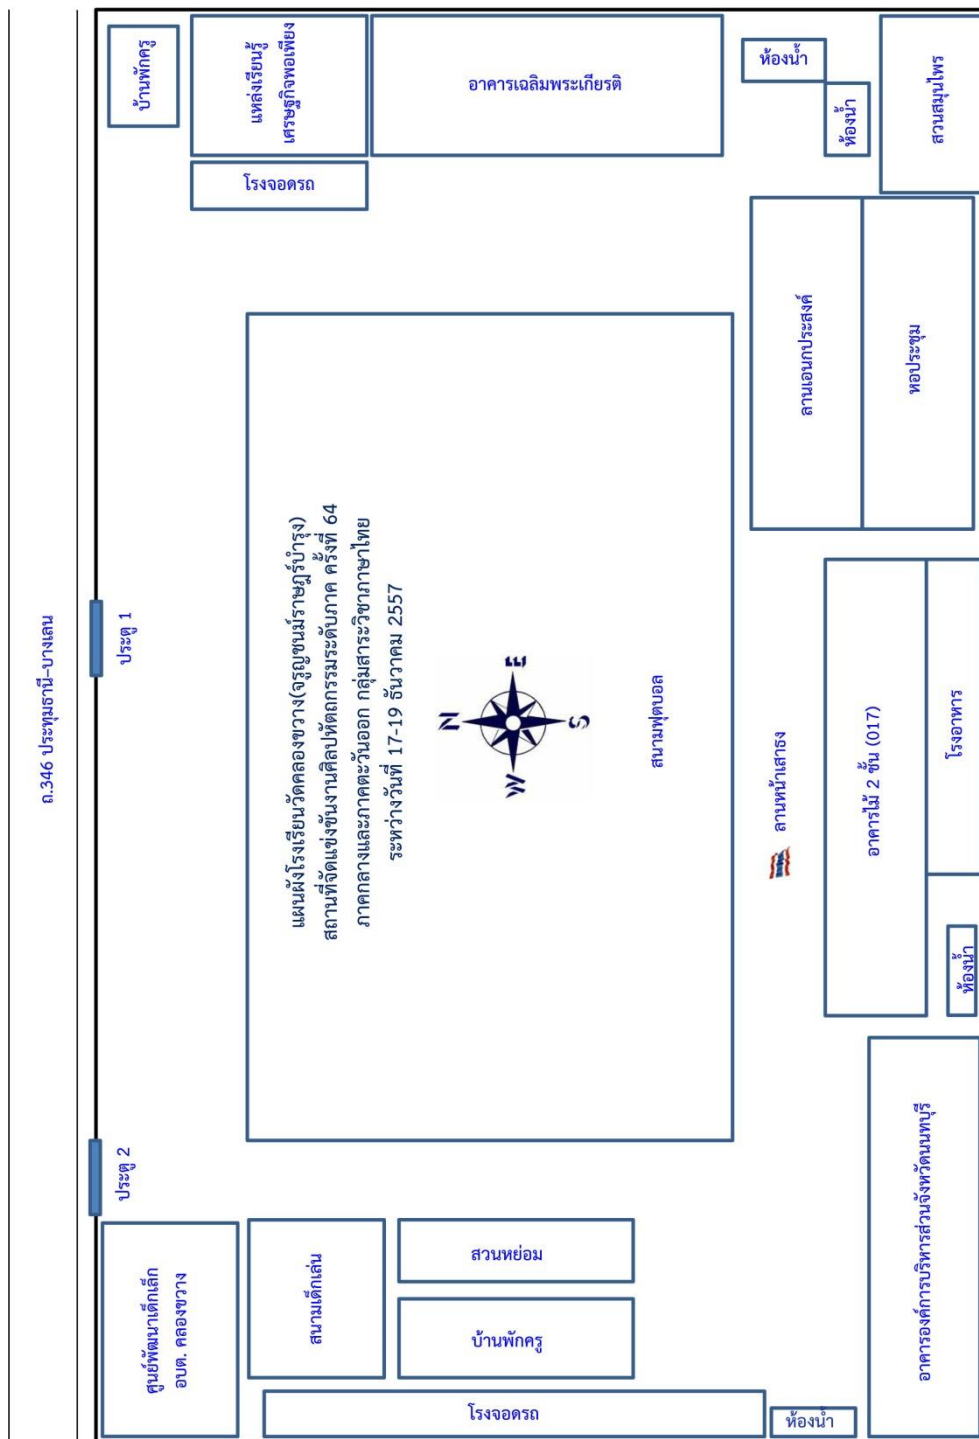 ถ.346 ประทุมธานี-บางเลน
บ้านพักครู
แหล่งเรียนรู้
เศรษฐกิจพอเพียง
อาคารเฉลิมพระเกียรติ
ห้องน้ำ
ห้องน้ำ
สวนสมุนไพร
โรงจอดรถ
ลานเอนกประสงค์
หอประชุม
แผนผังโรงเรียนวัดคลองขวาง(จรูญชนม์ราษฎร์บำรุง)
สถานที่จัดแข่งขันงานศิลปหัตถกรรมระดับภาค ครั้งที่ 64
ภาคกลางและภาคตะวันออก กลุ่มสาระวิชาภาษาไทย
ระหว่างวันที่ 17-19 ธันวาคม 2557
ประตู 1
N
E
W
S
สนามฟุตบอล
ลานหน้าเสาธง
อาคารไม้ 2 ชั้น (017)
โรงอาหาร
ห้องน้ำ
ประตู 2
ศูนย์พัฒนาเด็กเล็ก
อบต. คลองขวาง
สนามเด็กเล่น
สวนหย่อม
บ้านพักครู
อาคารองค์การบริหารส่วนจังหวัดนนทบุรี
โรงจอดรถ
ห้องน้ำ